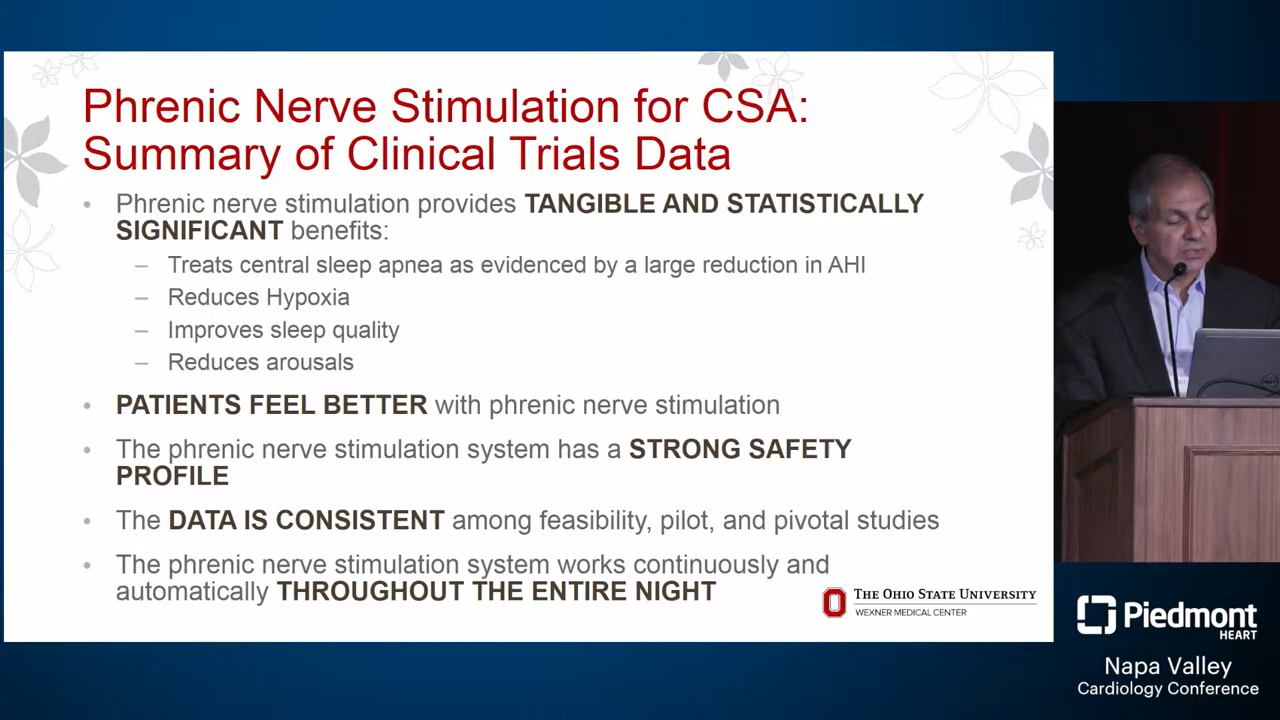 Phrenic Nerve Stimulation for CSA:
Summary of Clinical Trials Data
• Phrenic nerve stimulation provides TANGIBLE AND STATISTICALLY
SIGNIFICANT benefits:
– Treats central sleep apnea as evidenced by a large reduction in AHI
– Reduces Hypoxia
– Improves sleep quality
– Reduces arousals
• PATIENTS FEEL BETTER with phrenic nerve stimulation
• The phrenic nerve stimulation system has a STRONG SAFETY
PROFILE
• The DATA IS CONSISTENT among feasibility, pilot, and pivotal studies
• The phrenic nerve stimulation system works continuously and
automatically THROUGHOUT THE ENTIRE NIGHT
THE OHIO STATE UNIVERSITY
WEXNER MEDICAL CENTER
Piedmont
HEART
Napa Valley
Cardiology Conference